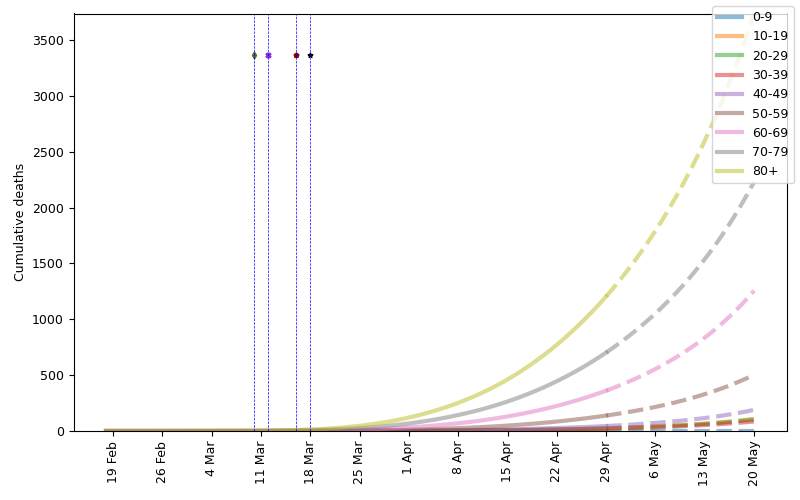 3500
3000
2500
2000
1500
1000
500
0
Cumulative deaths
0-9
10-19
20-29
30-39
40-49
50-59
60-69
70-79
80+
19 Feb
26 Feb
4 Mar
11 Mar
18 Mar
25 Mar
1 Apr
8 Apr
15 Apr
22 Apr
29 Apr
6 May
13 May
20 May